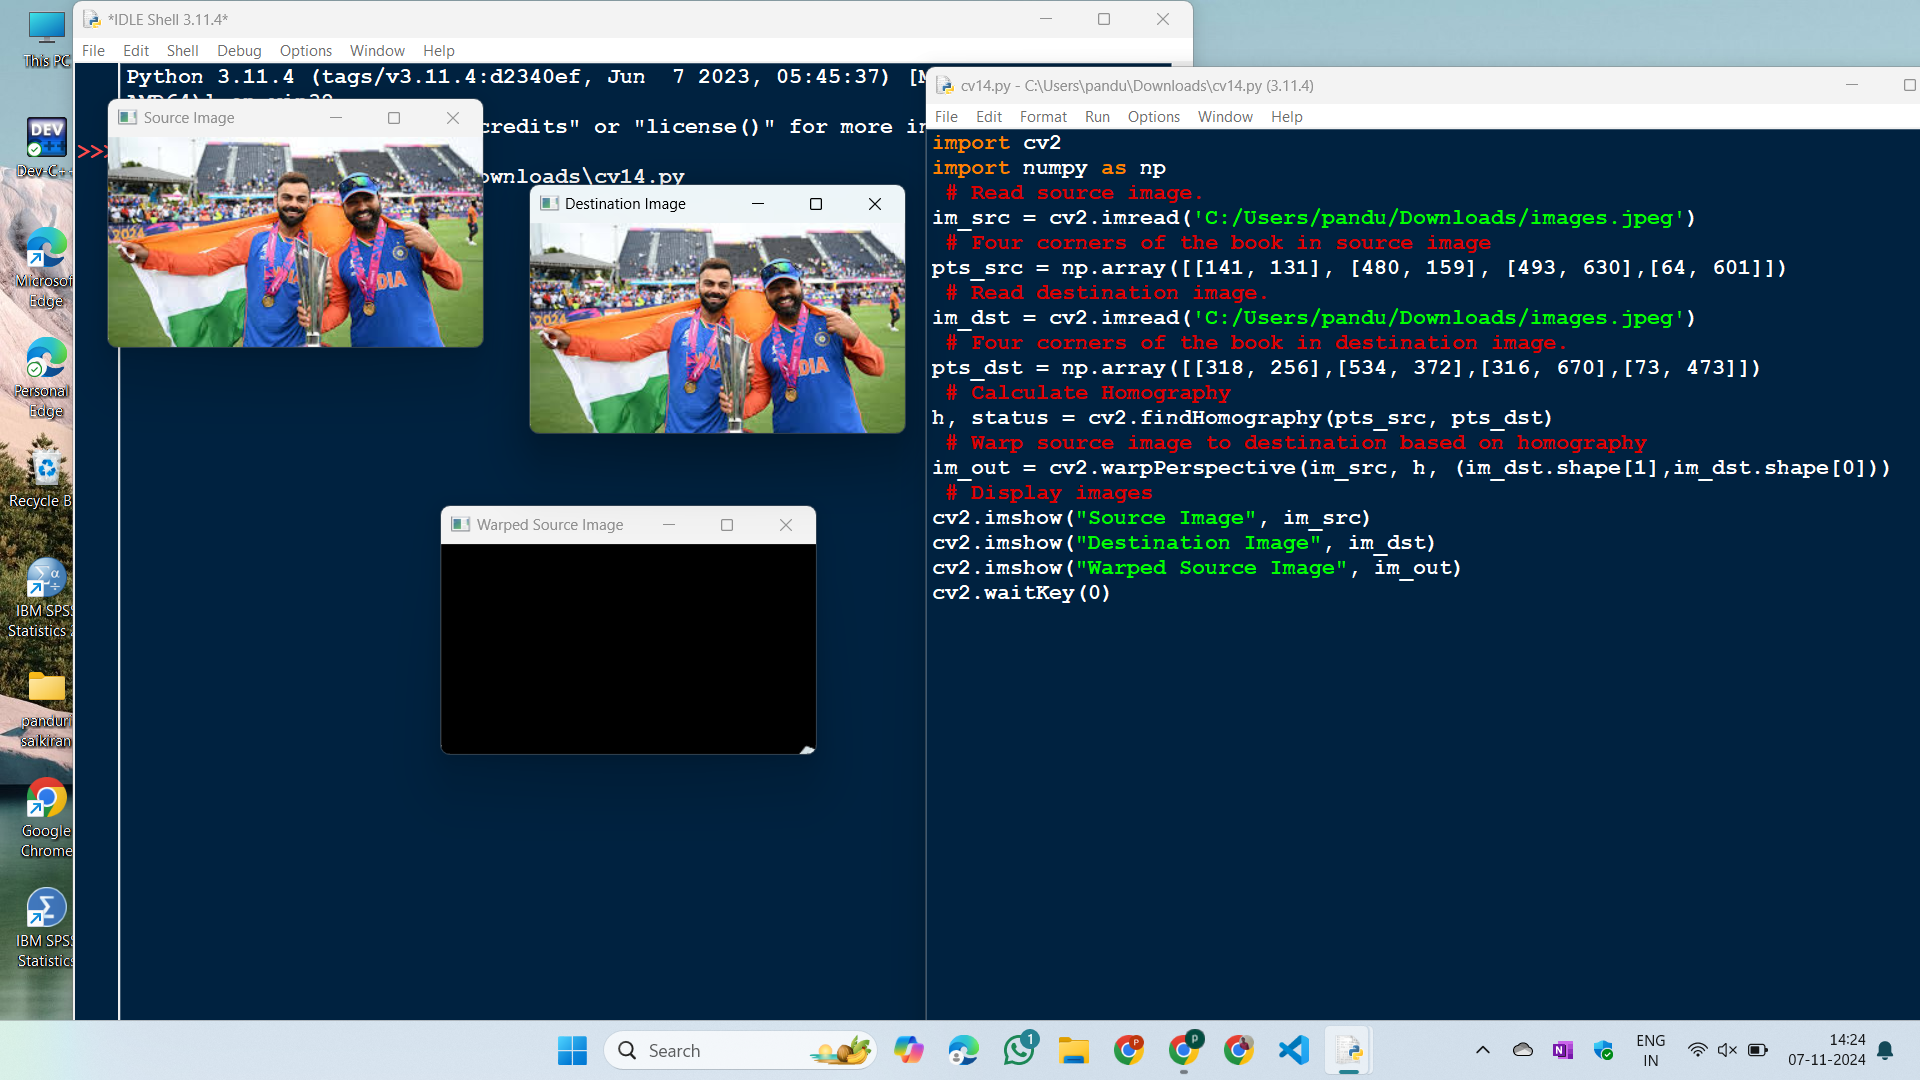 This PC
Dev-C++
Microsof
Edge
Personal
Edge
Recycle B
IBM SPSS
Statistics
panduri
saikiran
Google
Chrome
IBM SPSS
Statistics
*IDLE Shell 3.11.4*
File Edit Shell Debug Options Window Help
Python 3.11.4 (tags/v3.11.4:d2340ef, Jun 7 2023, 05:45:37) [M
credits" or "license()" for more in
>>>
ownloads\cv14.py
Source Image
2024
INDIA
Destination Image
2024
INDIA
Warped Source Image
cv14.py - C:\Users\pandu\Downloads\cv14.py (3.11.4)
File Edit Format Run Options Window Help
import cv2
import numpy as np
# Read source image.
im_src = cv2.imread('C:/Users/pandu/Downloads/images.jpeg')
# Four corners of the book in source image
pts_src = np.array([[141, 131], [480, 159], [493, 630],[64, 601]])
# Read destination image.
im_dst = cv2.imread('C:/Users/pandu/Downloads/images.jpeg')
# Four corners of the book in destination image.
pts_dst = np.array([[318, 256],[534, 372],[316, 670],[73, 473]])
# Calculate Homography
h, status = cv2.findHomography(pts_src, pts_dst)
# Warp source image to destination based on homography
im_out = cv2.warpPerspective(im_src, h, (im_dst.shape[1],im_dst.shape[0]))
# Display images
cv2.imshow("Source Image", im_src)
cv2.imshow("Destination Image", im_dst)
cv2.imshow("Warped Source Image", im_out)
cv2.waitKey(0)
Search
1
P
P
ENG
IN
14:24
07-11-2024